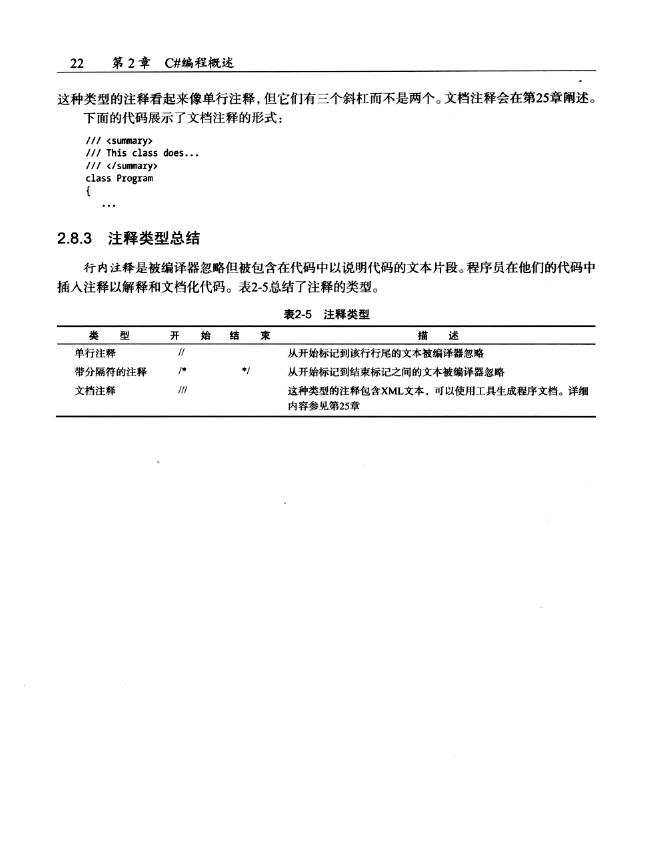 22 第 2 章 C#编程概述
这种类型的注释看起来像单行注释，但它们有三个斜杠而不是两个。文档注释会在第25章阐述。
下面的代码展示了文档注释的形式：
/// <summary>
/// This class does...
/// </summary>
class Program
{
...
2.8.3 注释类型总结
行内注释是被编译器忽略但被包含在代码中以说明代码的文本片段。程序员在他们的代码中
插入注释以解释和文档化代码。表2-5总结了注释的类型。
表2-5 注释类型
类 型 开 始 结 束 描 述
单行注释 // 从开始标记到该行行尾的文本被编译器忽略
带分隔符的注释 /* */ 从开始标记到结束标记之间的文本被编译器忽略
文档注释 /// 这种类型的注释包含XML文本，可以使用工具生成程序文档。详细
内容参见第25章